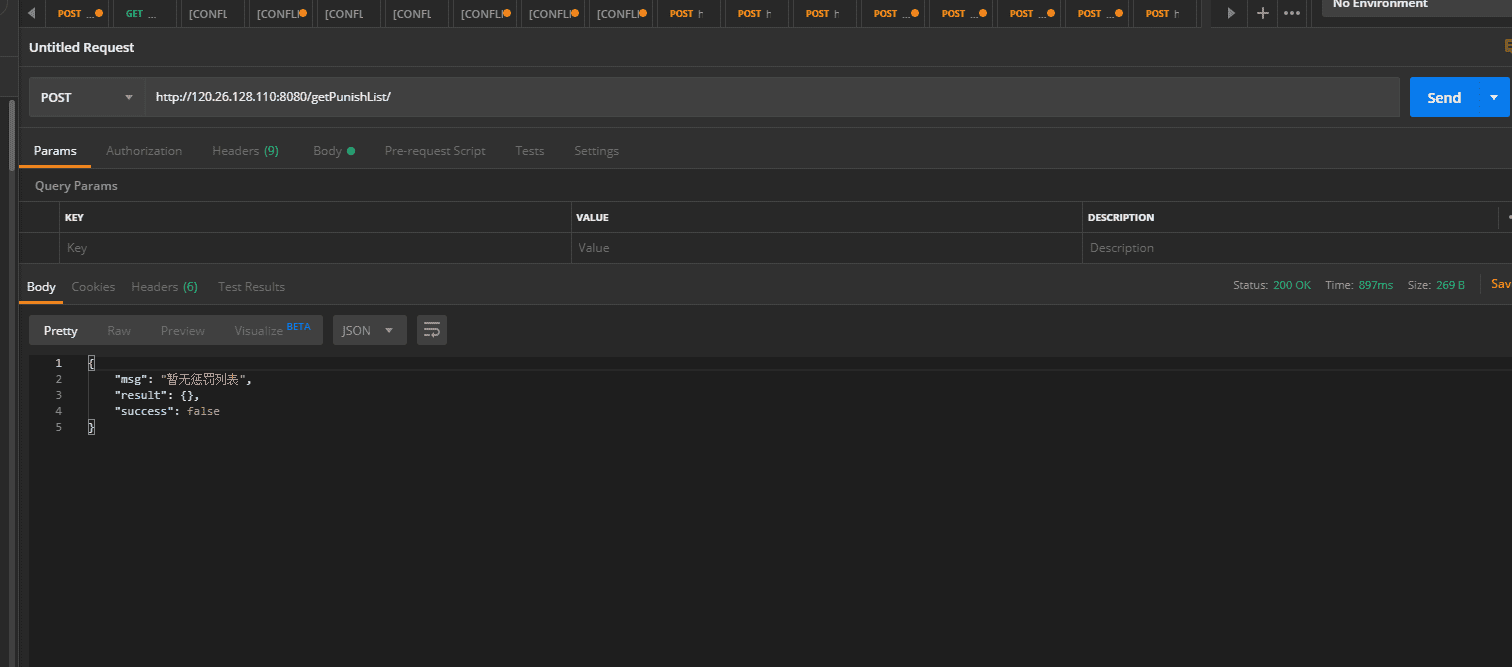 POST ... GET ... [CONFL [CONFLI [CONFL [CONFL [CONFLI [CONFLI [CONFLI POST POST POST POST ... POST ... POST ... POST ... POST No Environment
Untitled Request
POST http://120.26.128.110:8080/getPunishList/ Send
Params Authorization Headers (9) Body Pre-request Script Tests Settings
Query Params
KEY VALUE DESCRIPTION
Key Value Description
Body Cookies Headers (6) Test Results Status: 200 OK Time: 897ms Size: 269 B Sav
Pretty Raw Preview Visualize BETA JSON
1 {
2 "msg": "暂无惩罚列表",
3 "result": {},
4 "success": false
5 }